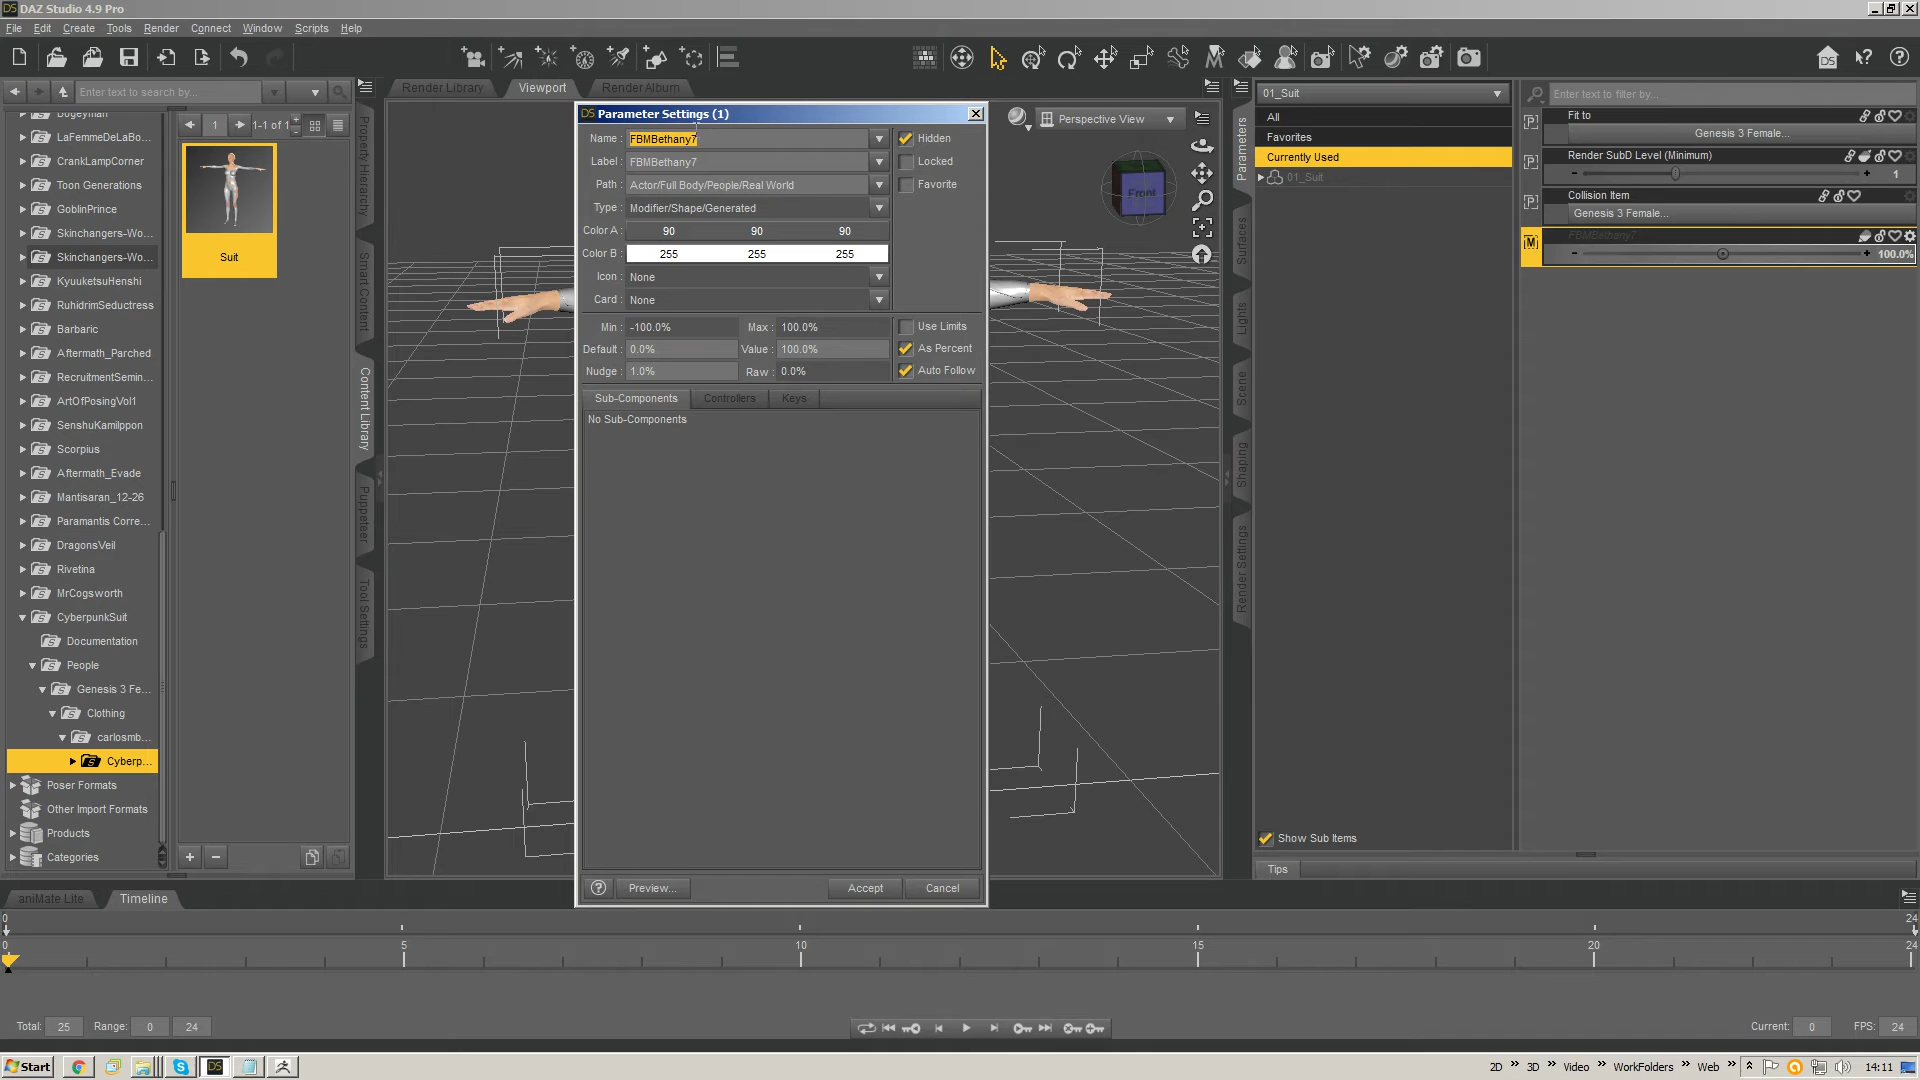 DAZ Studio 4.9 Pro
File Edit Create Tools Render Connect Window Scripts Help
Enter text to search by...
Bogeyman
LaFemmeDeLaBo...
CrankLampCorner
Toon Generations
GoblinPrince
Skinchangers-Wo...
Skinchangers-Wo...
KyuuketsuHenshi
RuhidrimSeductress
Barbaric
Aftermath_Parched
RecruitmentSemin...
ArtOfPosingVol1
SenshuKamilppon
Scorpius
Aftermath_Evade
Mantisaran_12-26
Paramantis Corre...
DragonsVeil
Rivetina
MrCogsworth
CyberpunkSuit
Documentation
People
Genesis 3 Fe...
Clothing
carlosmb...
Cyberp...
Poser Formats
Other Import Formats
Products
Categories
1 1-1 of 1
Suit
Property Hierarchy
Smart Content
Content Library
Puppeteer
Tool Settings
Render Library Viewport Render Album
Perspective View
Front
DS Parameter Settings (1)
Name : FBMBethany7
Label : FBMBethany7
Path : Actor/Full Body/People/Real World
Type : Modifier/Shape/Generated
Color A : 90 90 90
Color B : 255 255 255
Icon : None
Card : None
Hidden
Locked
Favorite
Min : -100.0% Max : 100.0% Use Limits
Default : 0.0% Value : 100.0% As Percent
Nudge : 1.0% Raw : 0.0% Auto Follow
Sub-Components Controllers Keys
No Sub-Components
Preview... Accept Cancel
Parameters
Surfaces
Lights
Scene
Shaping
Render Settings
01_Suit
All
Favorites
Currently Used
01_Suit
Show Sub Items
Tips
Enter text to filter by...
Fit to
Genesis 3 Female...
Render SubD Level (Minimum)
1
Collision Item
Genesis 3 Female...
FBMBethany7
100.0%
aniMate Lite Timeline
0 24
0 5 10 15 20 24
Total: 25 Range: 0 24
Current: 0 FPS: 24
Start
2D 3D Video WorkFolders Web 14:11